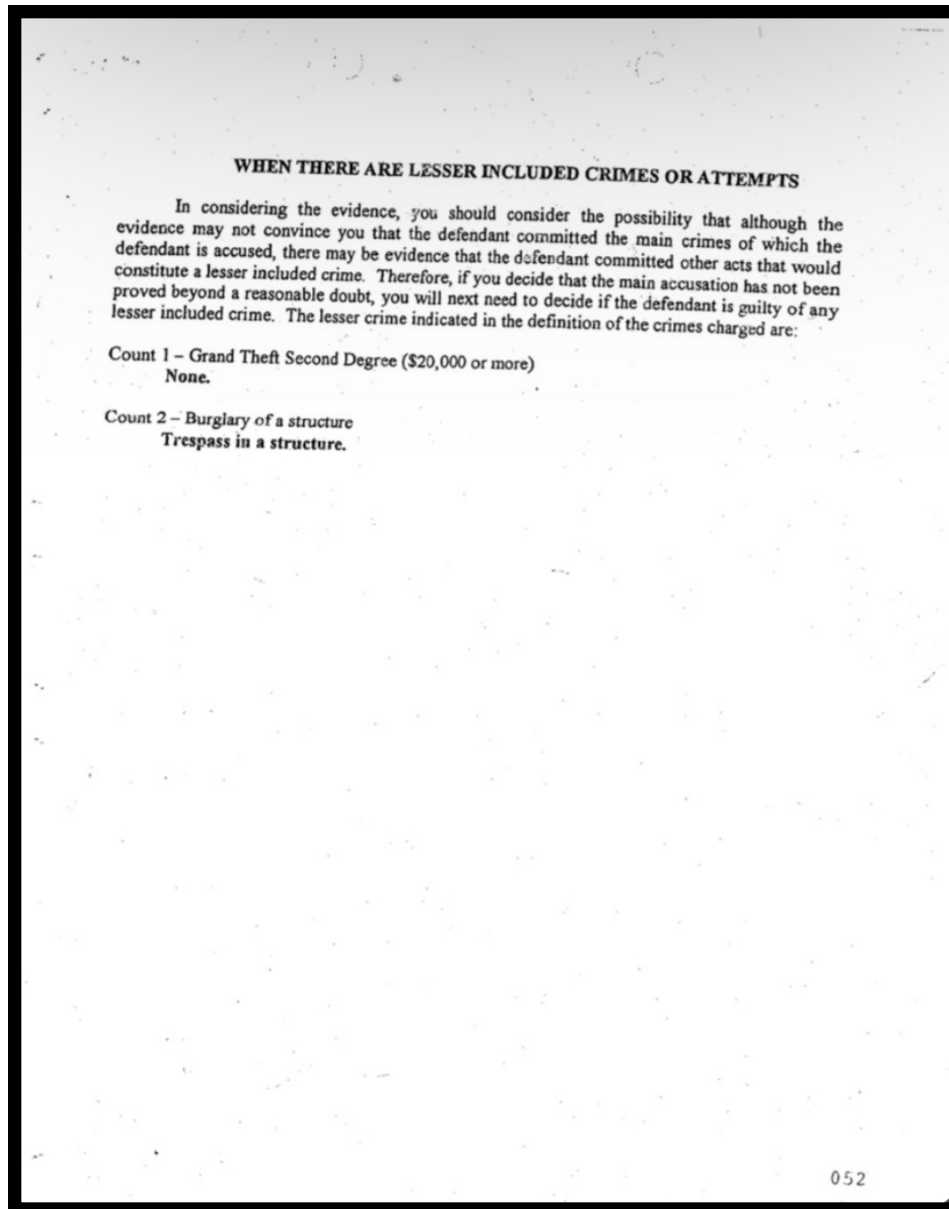 WHEN THERE ARE LESSER INCLUDED CRIMES OR ATTEMPTS
In considering the evidence, you should consider the possibility that although the
evidence may not convince you that the defendant committed the main crimes of which the
defendant is accused, there may be evidence that the defendant committed other acts that would
constitute a lesser included crime. Therefore, if you decide that the main accusation has not been
proved beyond a reasonable doubt, you will next need to decide if the defendant is guilty of any
lesser included crime. The lesser crime indicated in the definition of the crimes charged are:
Count 1 – Grand Theft Second Degree ($20,000 or more)
None.
Count 2 – Burglary of a structure
Trespass in a structure.
052